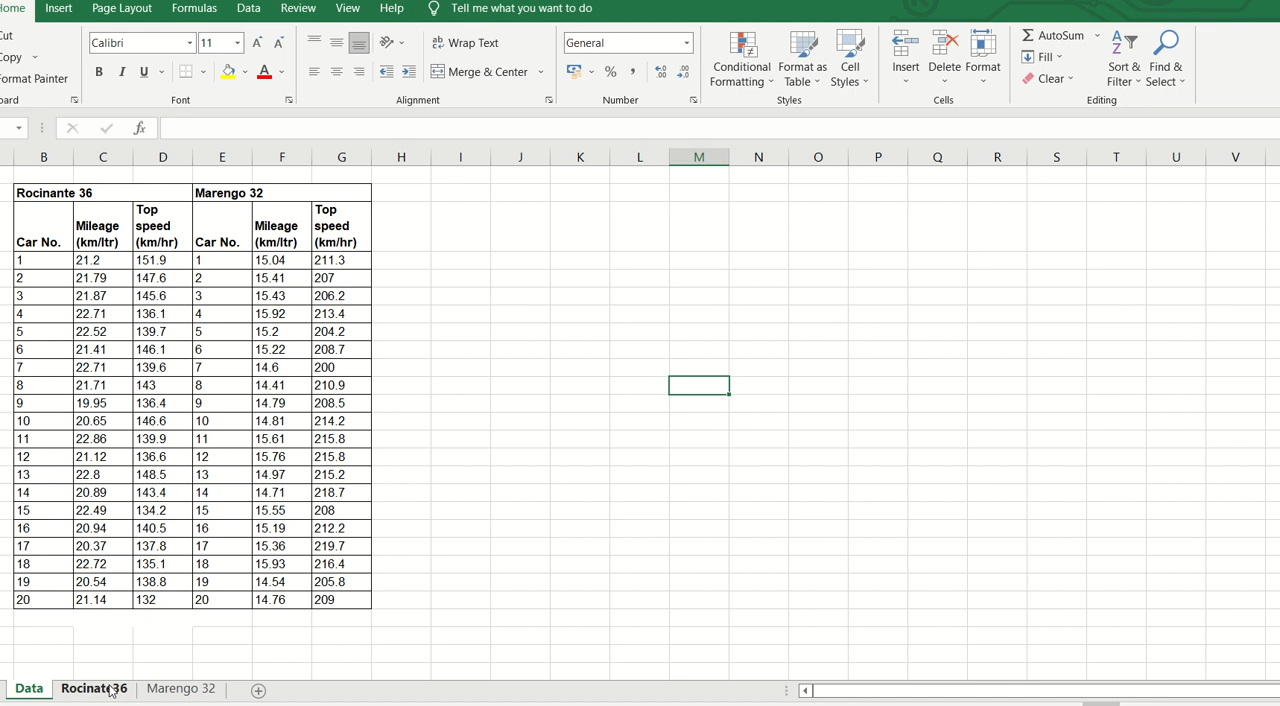 Home Insert Page Layout Formulas Data Review View Help Tell me what you want to do
Cut
Calibri 11
Wrap Text
General
AutoSum
Copy
Fill
Format Painter
B I U
Merge & Center
% ,
Conditional Formatting
Format as Table
Cell Styles
Insert Delete Format
Clear
Sort & Filter
Find & Select
Font Alignment Number Styles Cells Editing
fx
B C D E F G H I J K L M N O P Q R S T U V
Rocinante 36 Marengo 32
Car No. Mileage (km/ltr) Top speed (km/hr) Car No. Mileage (km/ltr) Top speed (km/hr)
1 21.2 151.9 1 15.04 211.3
2 21.79 147.6 2 15.41 207
3 21.87 145.6 3 15.43 206.2
4 22.71 136.1 4 15.92 213.4
5 22.52 139.7 5 15.2 204.2
6 21.41 146.1 6 15.22 208.7
7 22.71 139.6 7 14.6 200
8 21.71 143 8 14.41 210.9
9 19.95 136.4 9 14.79 208.5
10 20.65 146.6 10 14.81 214.2
11 22.86 139.9 11 15.61 215.8
12 21.12 136.6 12 15.76 215.8
13 22.8 148.5 13 14.97 215.2
14 20.89 143.4 14 14.71 218.7
15 22.49 134.2 15 15.55 208
16 20.94 140.5 16 15.19 212.2
17 20.37 137.8 17 15.36 219.7
18 22.72 135.1 18 15.93 216.4
19 20.54 138.8 19 14.54 205.8
20 21.14 132 20 14.76 209
Data 36 Marengo 32